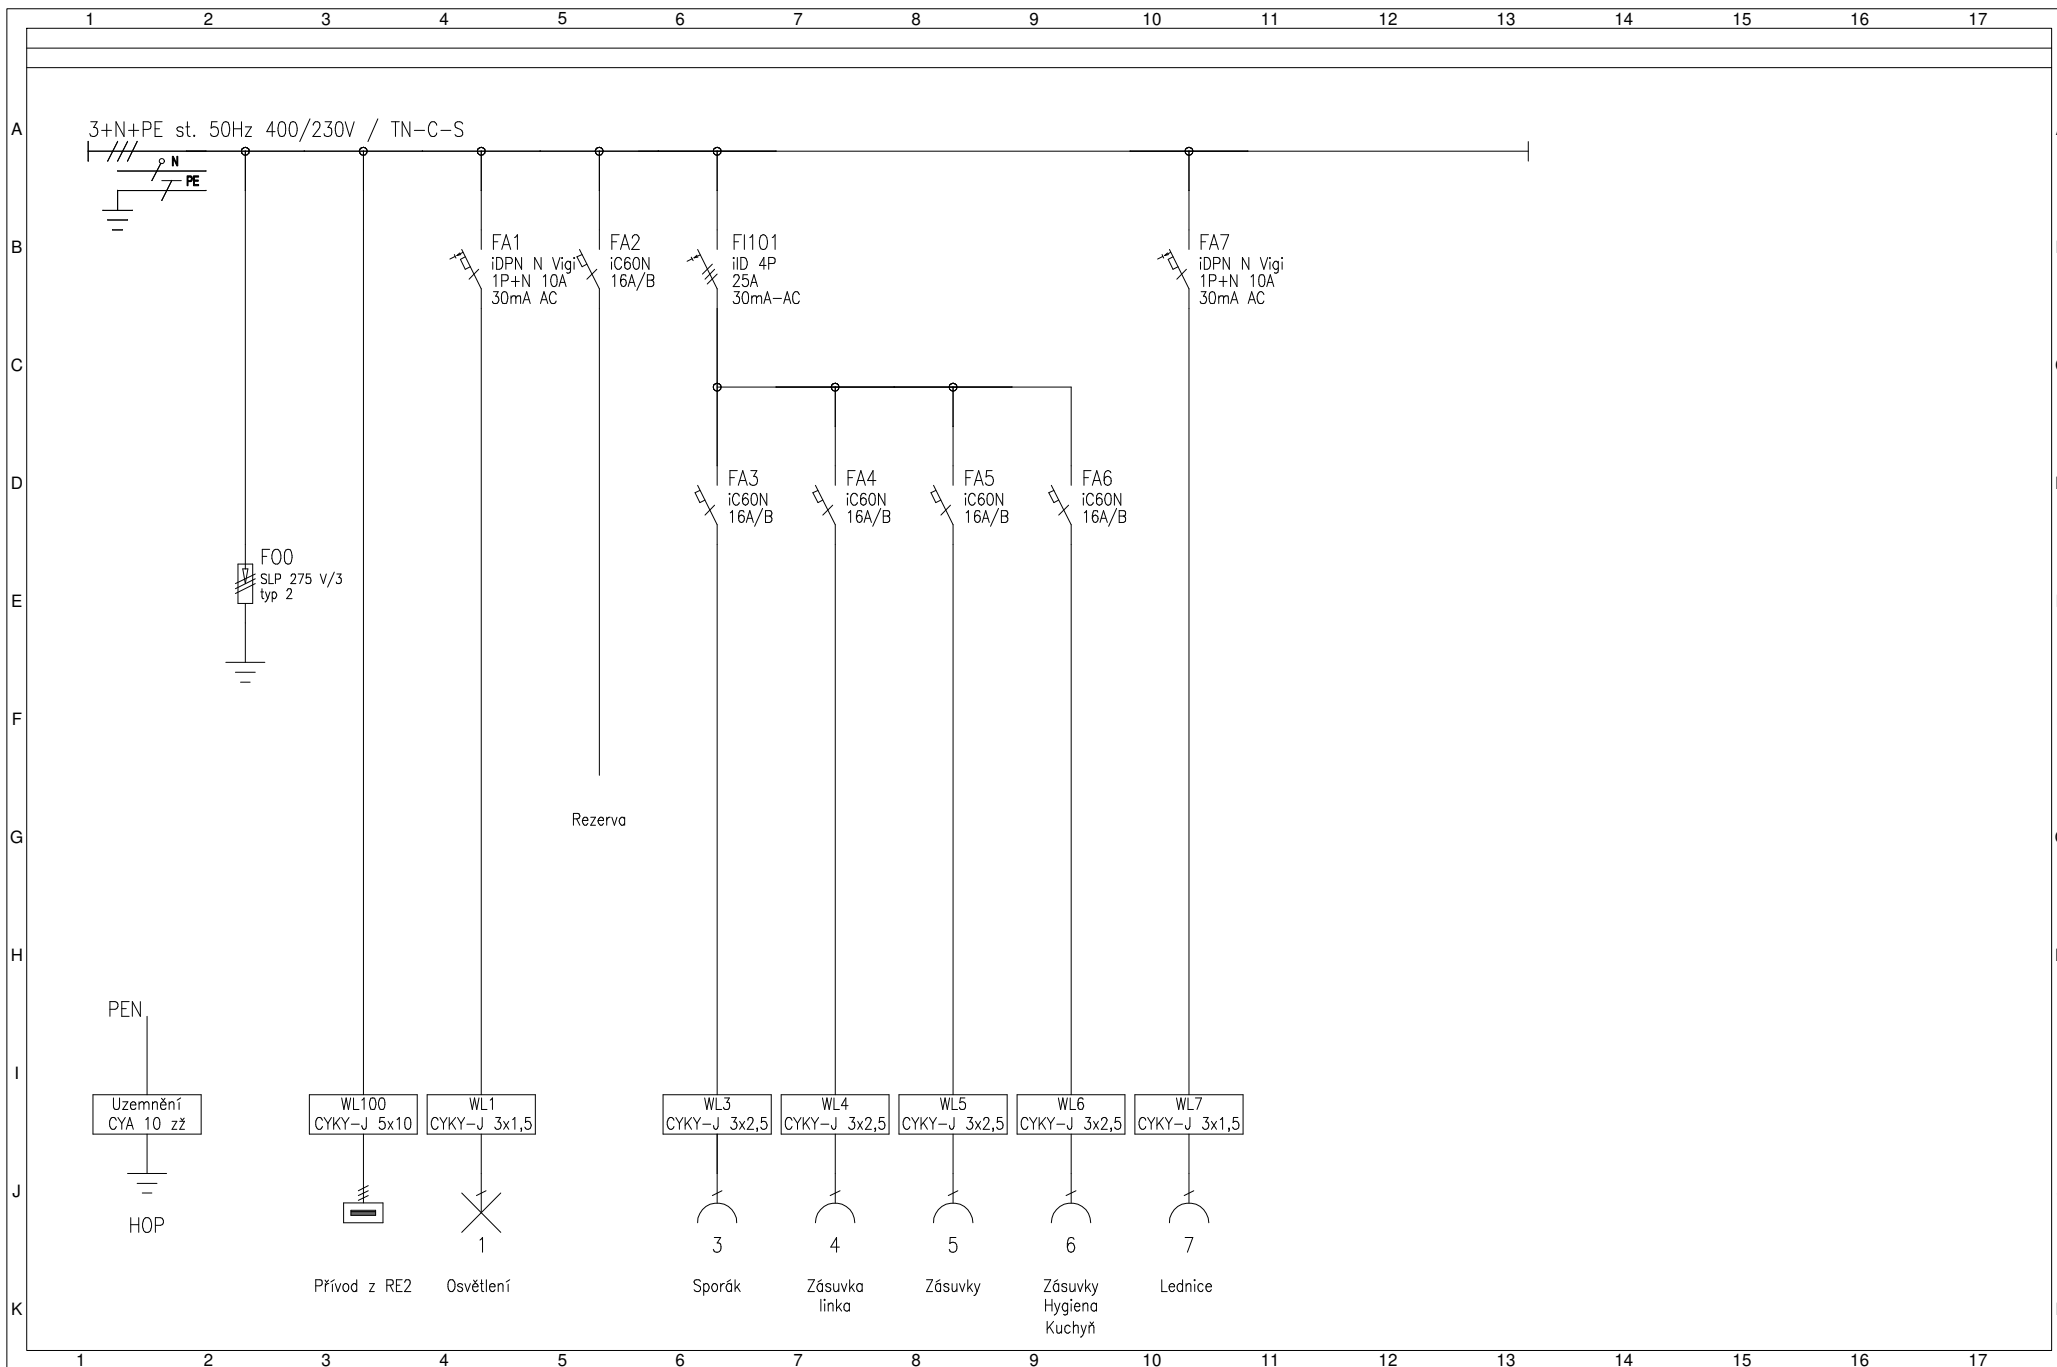 1 2 3 4 5 6 7 8 9 10 11 12 13 14 15 16 17
A
3+N+PE st. 50Hz 400/230V / TN-C-S
N
PE
B
FA1
iDPN N Vigi
1P+N 10A
30mA AC
FA2
iC60N
16A/B
FI101
iID 4P
25A
30mA-AC
FA7
iDPN N Vigi
1P+N 10A
30mA AC
C
D
FA3
iC60N
16A/B
FA4
iC60N
16A/B
FA5
iC60N
16A/B
FA6
iC60N
16A/B
FO0
SLP 275 V/3
typ 2
E
F
Rezerva
G
H
PEN
I
Uzemnění
CYA 10 zž
WL100
CYKY-J 5x10
WL1
CYKY-J 3x1,5
WL3
CYKY-J 3x2,5
WL4
CYKY-J 3x2,5
WL5
CYKY-J 3x2,5
WL6
CYKY-J 3x2,5
WL7
CYKY-J 3x1,5
J
HOP
1
3
4
5
6
7
Přívod z RE2
Osvětlení
Sporák
Zásuvka
linka
Zásuvky
Zásuvky
Hygiena
Kuchyň
Lednice
K
1 2 3 4 5 6 7 8 9 10 11 12 13 14 15 16 17